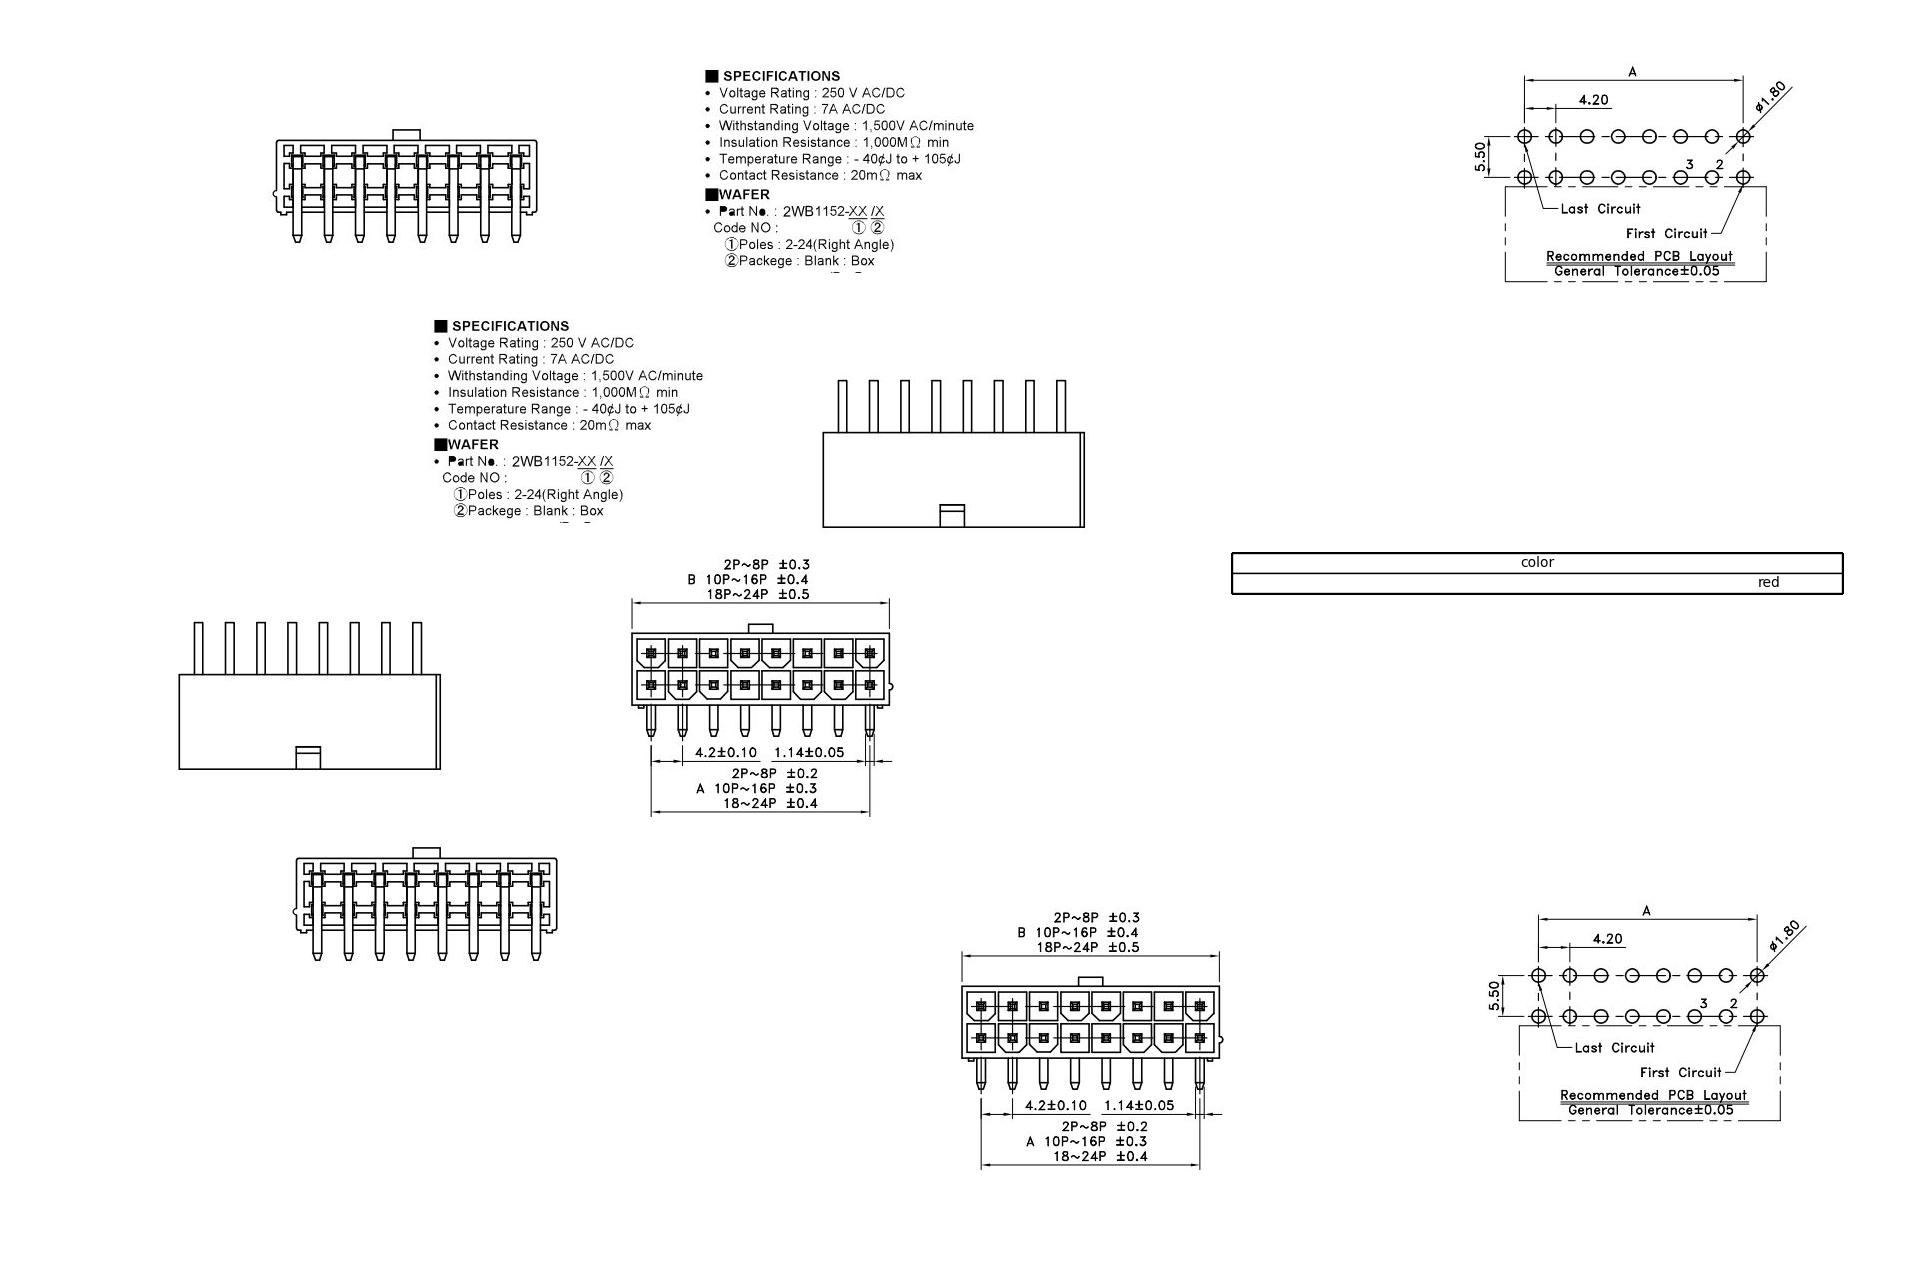 ■ SPECIFICATIONS
• Voltage Rating : 250 V AC/DC
• Current Rating : 7A AC/DC
• Withstanding Voltage : 1,500V AC/minute
• Insulation Resistance : 1,000MΩ min
• Temperature Range : - 40¢J to + 105¢J
• Contact Resistance : 20mΩ max
■WAFER
• Part No. : 2WB1152-XX /X
Code NO : ① ②
①Poles : 2-24(Right Angle)
②Packege : Blank : Box
A
4.20
ø1.80
5.50
3 2
Last Circuit
First Circuit
Recommended PCB Layout
General Tolerance±0.05
■ SPECIFICATIONS
• Voltage Rating : 250 V AC/DC
• Current Rating : 7A AC/DC
• Withstanding Voltage : 1,500V AC/minute
• Insulation Resistance : 1,000MΩ min
• Temperature Range : - 40¢J to + 105¢J
• Contact Resistance : 20mΩ max
■WAFER
• Part No. : 2WB1152-XX /X
Code NO : ① ②
①Poles : 2-24(Right Angle)
②Packege : Blank : Box
color
red
2P~8P ±0.3
B 10P~16P ±0.4
18P~24P ±0.5
4.2±0.10 1.14±0.05
2P~8P ±0.2
A 10P~16P ±0.3
18~24P ±0.4
2P~8P ±0.3
B 10P~16P ±0.4
18P~24P ±0.5
4.2±0.10 1.14±0.05
2P~8P ±0.2
A 10P~16P ±0.3
18~24P ±0.4
A
4.20
ø1.80
5.50
3 2
Last Circuit
First Circuit
Recommended PCB Layout
General Tolerance±0.05